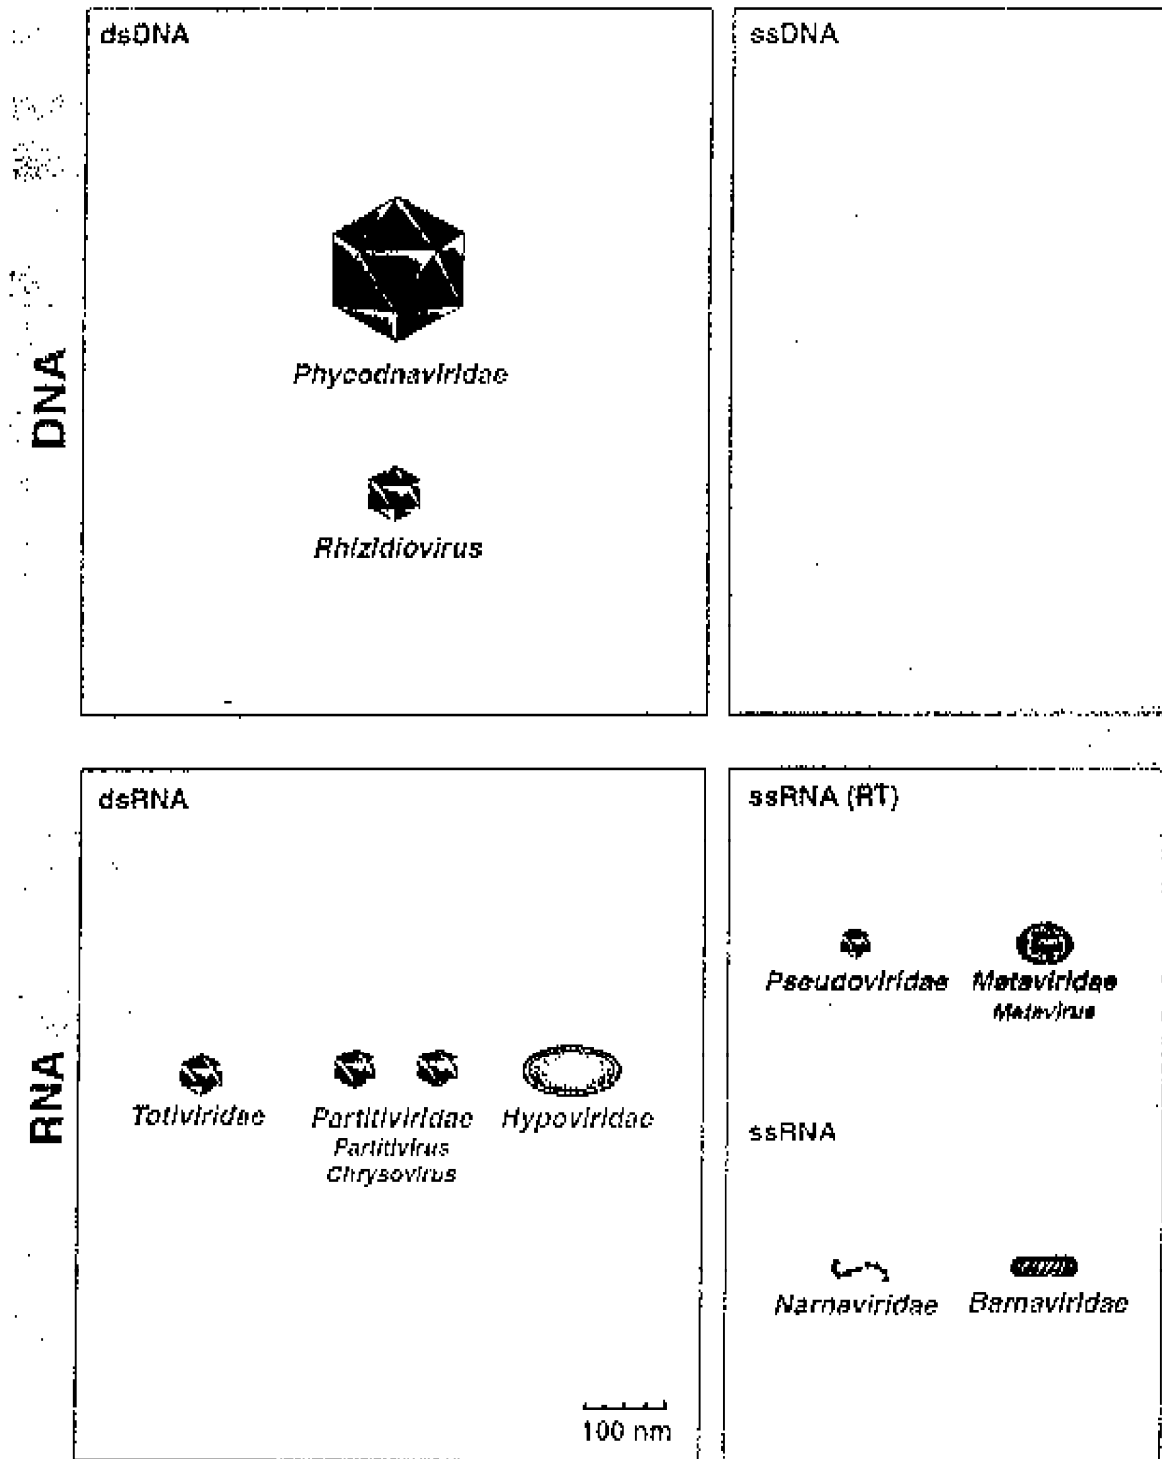 dsDNA
ssDNA
DNA
Phycodnaviridae
Rhizidiovirus
dsRNA
ssRNA (RT)
RNA
Pseudoviridae
Metaviridae
Metavirus
Totiviridae
Partitiviridae
Partitivirus
Chrysovirus
Hypoviridae
ssRNA
Narnaviridae
Barnaviridae
100 nm